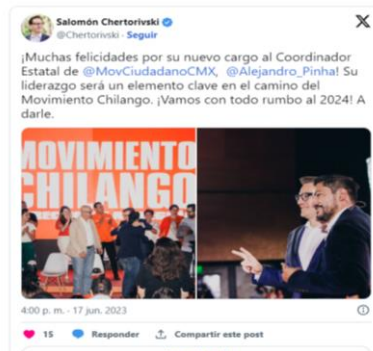 Salomón Chertorivski
@Chertorivski · Seguir
¡Muchas felicidades por su nuevo cargo al Coordinador
Estatal de @MovCiudadanoCMX, @Alejandro_Pinha! Su
liderazgo será un elemento clave en el camino del
Movimiento Chilango. ¡Vamos con todo rumbo al 2024! A
darle.
MOVIMIENTO
CHILANGO
4:00 p. m. · 17 jun. 2023
15 Responder Compartir este post